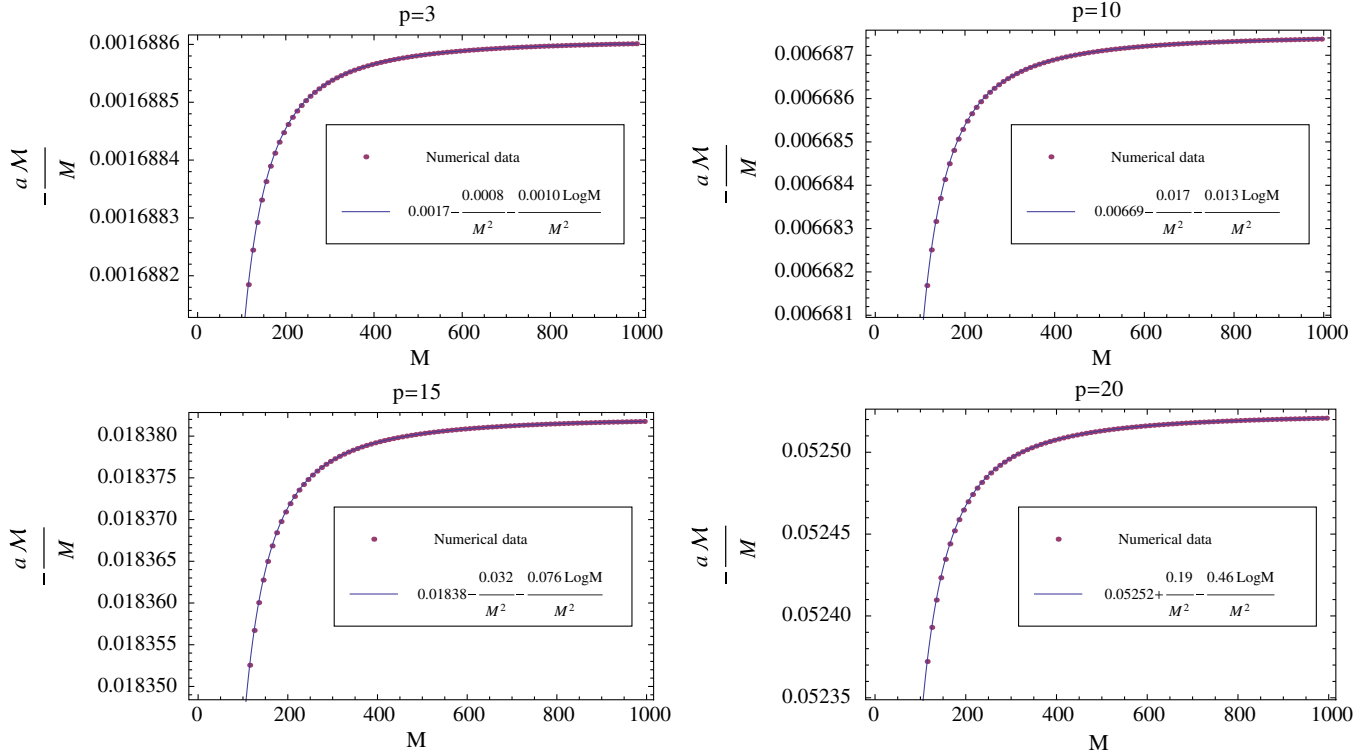 p=3
0.0016886
0.0016885
0.0016884
0.0016883
0.0016882
− a M / M
Numerical data
0.0017 − 0.0008 / M² − 0.0010 LogM / M²
0 200 400 600 800 1000
M
p=10
0.006687
0.006686
0.006685
0.006684
0.006683
0.006682
0.006681
− a M / M
Numerical data
0.00669 − 0.017 / M² − 0.013 LogM / M²
0 200 400 600 800 1000
M
p=15
0.018380
0.018375
0.018370
0.018365
0.018360
0.018355
0.018350
− a M / M
Numerical data
0.01838 − 0.032 / M² − 0.076 LogM / M²
0 200 400 600 800 1000
M
p=20
0.05250
0.05245
0.05240
0.05235
− a M / M
Numerical data
0.05252 + 0.19 / M² − 0.46 LogM / M²
0 200 400 600 800 1000
M